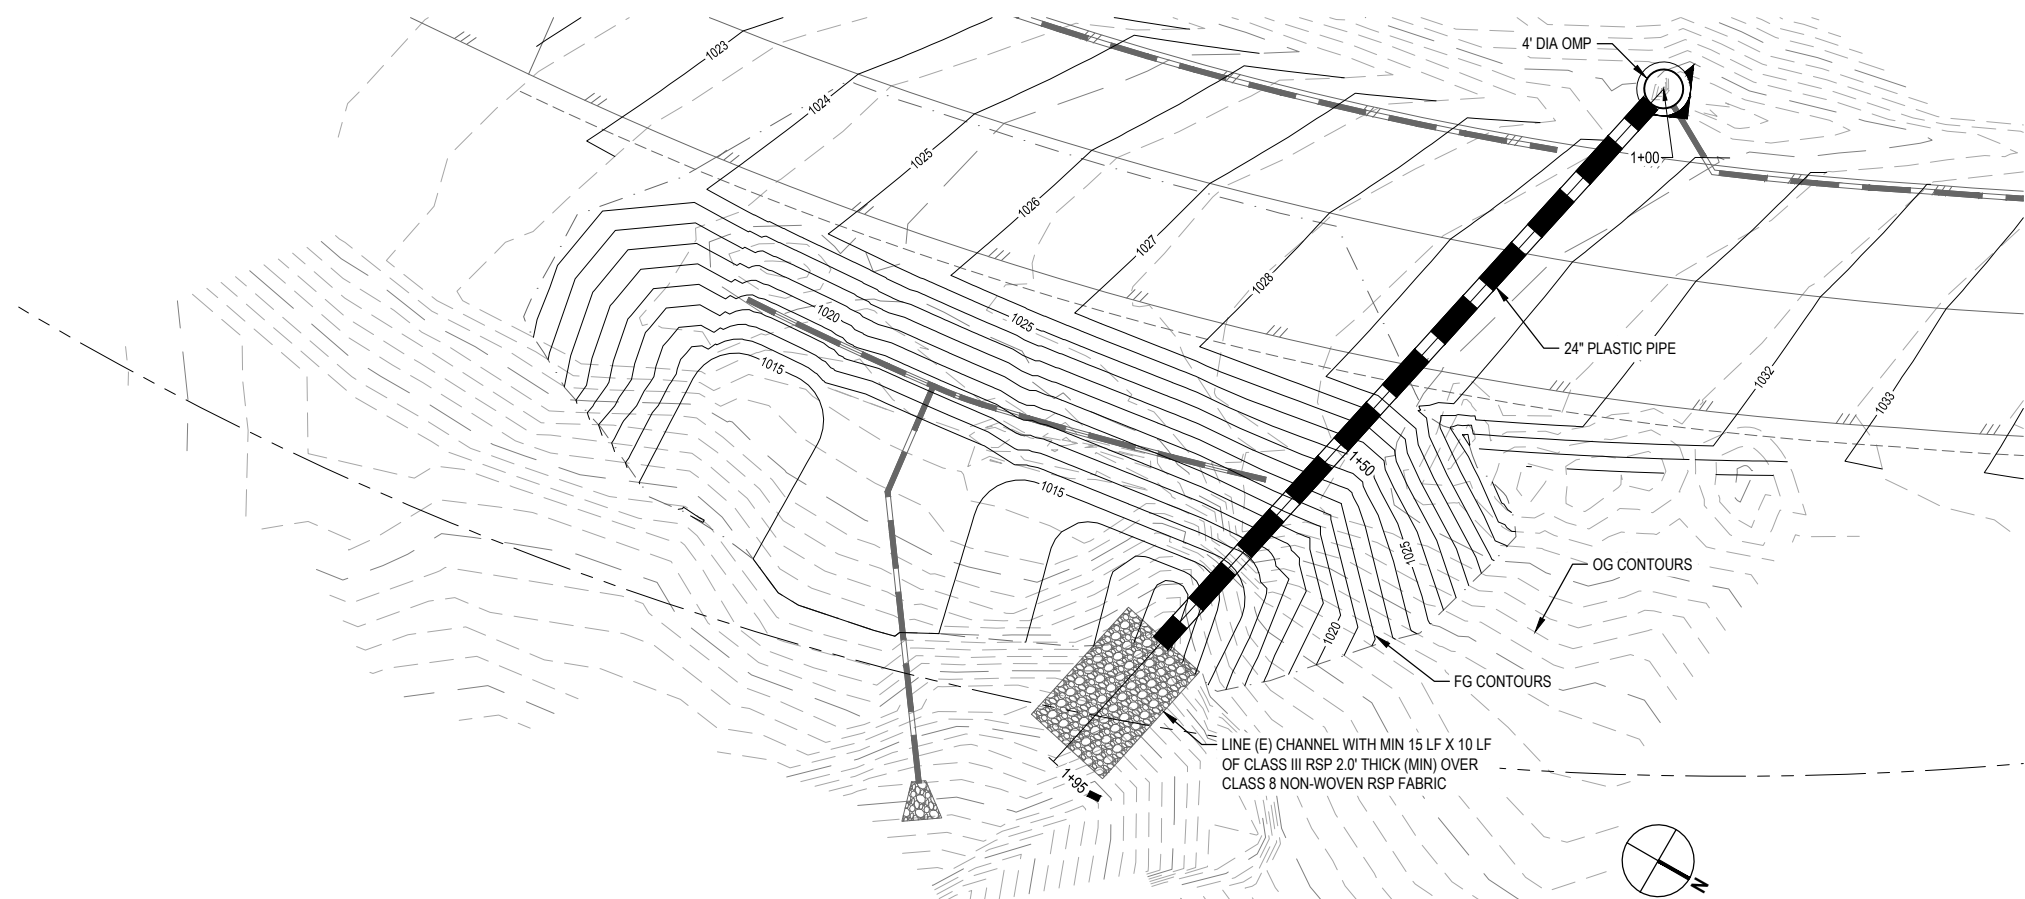 4' DIA OMP
1023
1024
1025
1026
1027
1028
1+00
1020
1025
1015
24" PLASTIC PIPE
1032
1033
1+50
1015
1025
OG CONTOURS
1020
FG CONTOURS
LINE (E) CHANNEL WITH MIN 15 LF X 10 LF
OF CLASS III RSP 2.0' THICK (MIN) OVER
CLASS 8 NON-WOVEN RSP FABRIC
1+95
N